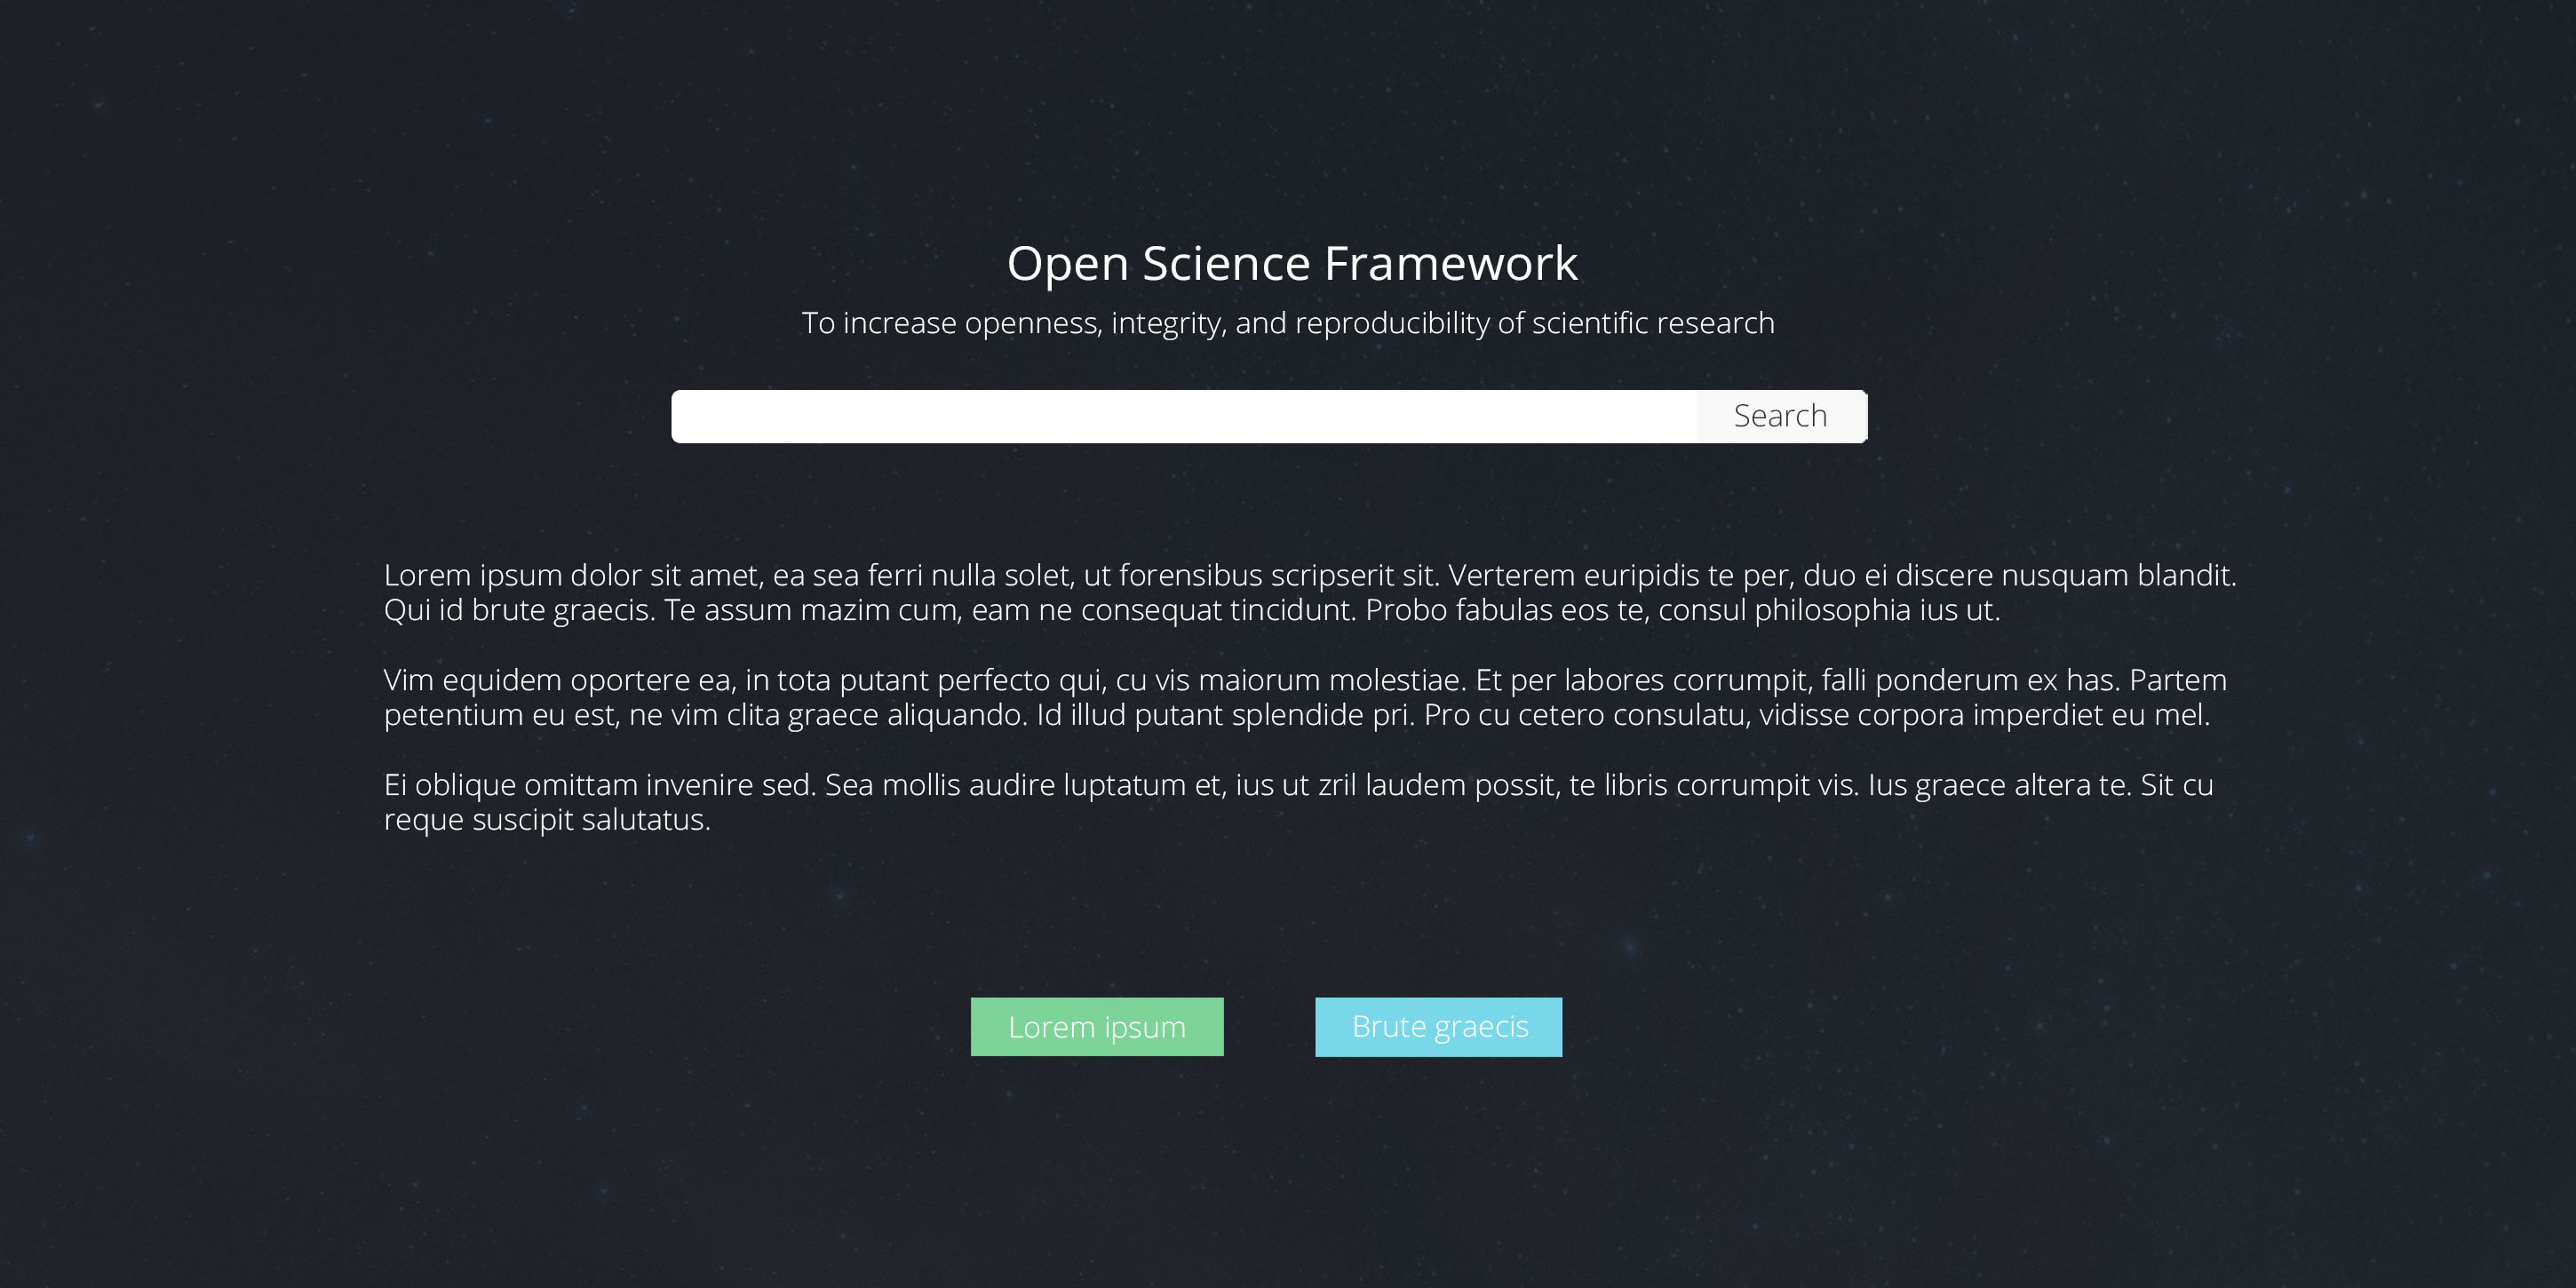 Open Science Framework
To increase openness, integrity, and reproducibility of scientific research
Search
Lorem ipsum dolor sit amet, ea sea ferri nulla solet, ut forensibus scripserit sit. Verterem euripidis te per, duo ei discere nusquam blandit.
Qui id brute graecis. Te assum mazim cum, eam ne consequat tincidunt. Probo fabulas eos te, consul philosophia ius ut.
Vim equidem oportere ea, in tota putant perfecto qui, cu vis maiorum molestiae. Et per labores corrumpit, falli ponderum ex has. Partem
petentium eu est, ne vim clita graece aliquando. Id illud putant splendide pri. Pro cu cetero consulatu, vidisse corpora imperdiet eu mel.
Ei oblique omittam invenire sed. Sea mollis audire luptatum et, ius ut zril laudem possit, te libris corrumpit vis. Ius graece altera te. Sit cu
reque suscipit salutatus.
Lorem ipsum
Brute graecis